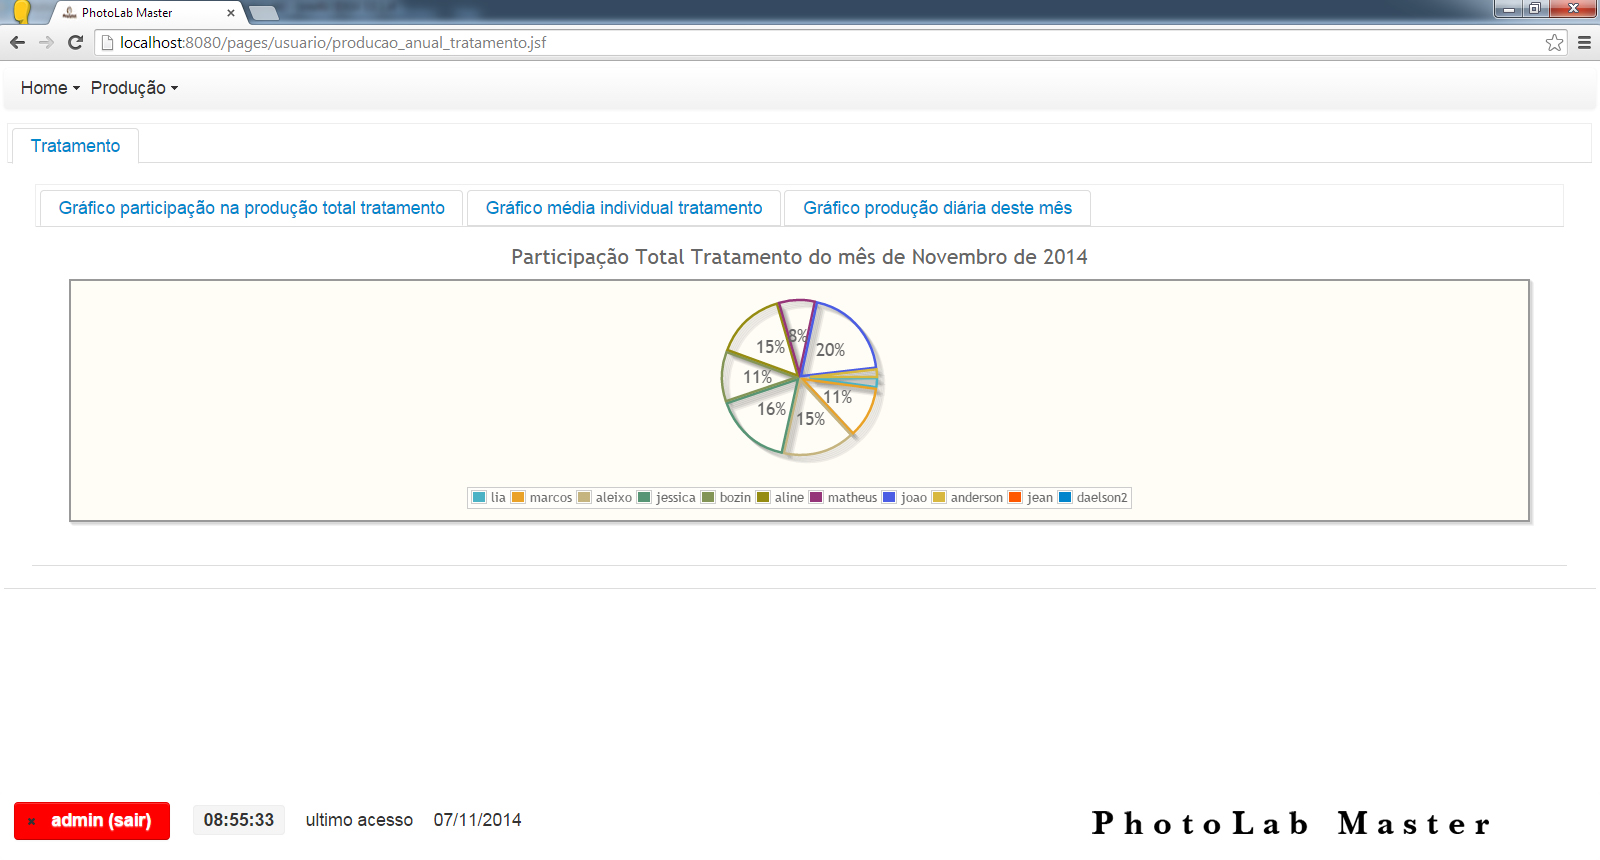 PhotoLab Master
localhost:8080/pages/usuario/producao_anual_tratamento.jsf
Home Produção
Tratamento
Gráfico participação na produção total tratamento Gráfico média individual tratamento Gráfico produção diária deste mês
Participação Total Tratamento do mês de Novembro de 2014
8%
15% 20%
11% 11%
16% 15%
lia marcos aleixo jessica bozin aline matheus joao anderson jean daelson2
× admin (sair) 08:55:33 ultimo acesso 07/11/2014 PhotoLab Master